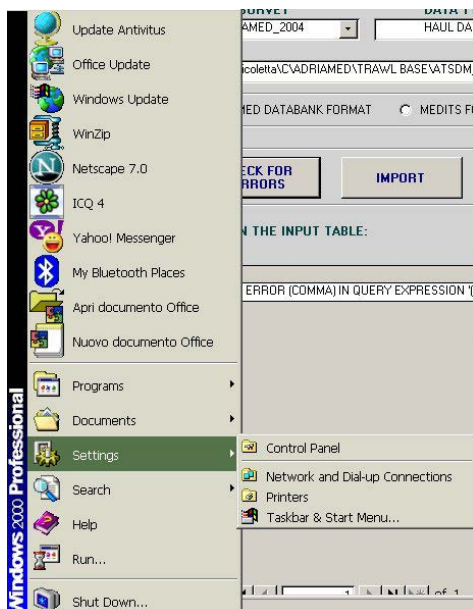 Update Antivitus
Office Update
Windows Update
WinZip
Netscape 7.0
ICQ 4
Yahoo! Messenger
My Bluetooth Places
Apri documento Office
Nuovo documento Office
Programs
Documents
Settings
Search
Help
Run...
Shut Down...
Windows 2000 Professional
Control Panel
Network and Dial-up Connections
Printers
Taskbar & Start Menu...
SURVEY
AMED_2004
HAUL DA
icoletta\C\ADRIAMED\TRAWL BASE\ATSDM,
MED DATABANK FORMAT
MEDITS F
ECK FOR
RRORS
IMPORT
N THE INPUT TABLE:
ERROR (COMMA) IN QUERY EXPRESSION '(
1
of 1